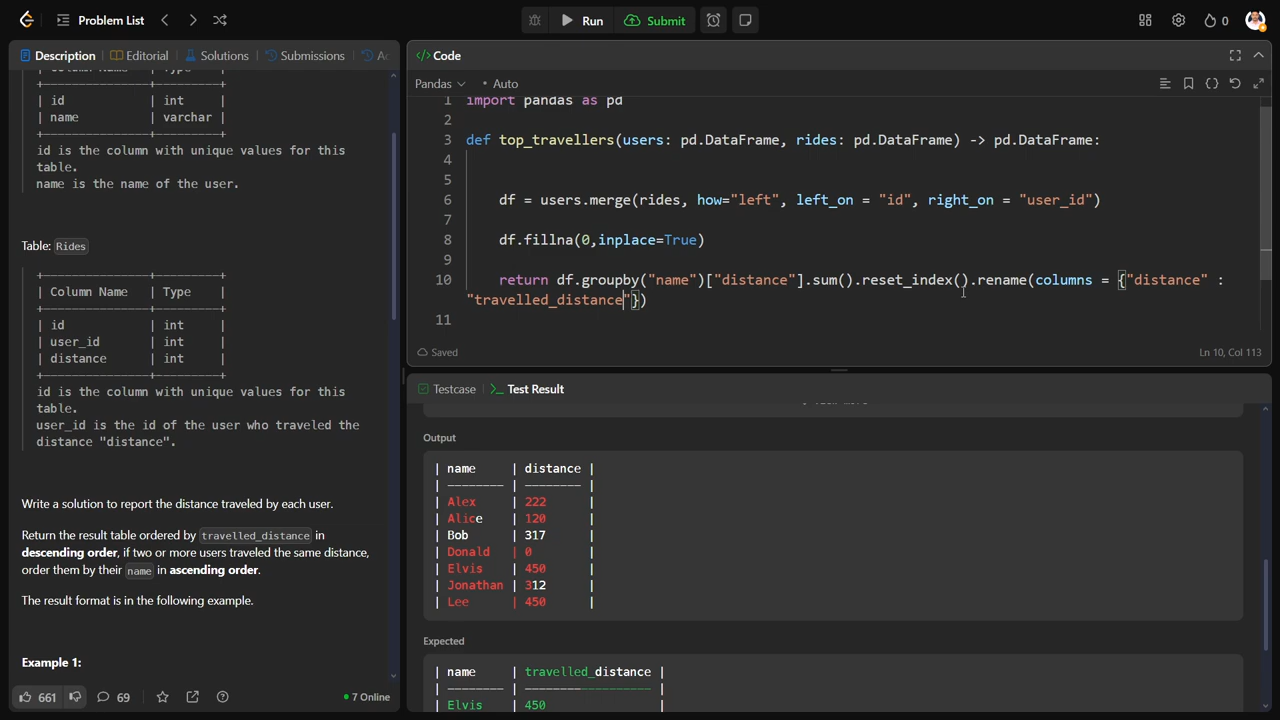 Problem List
Run
Submit
0
Description
Editorial
Solutions
Submissions
Ac
Code
Pandas
• Auto
| Column Name | Type |
+—————————————+—————————+
| id | int |
| name | varchar |
+—————————————+—————————+
id is the column with unique values for this
table.
name is the name of the user.
Table: Rides
+—————————————+—————————+
| Column Name | Type |
+—————————————+—————————+
| id | int |
| user_id | int |
| distance | int |
+—————————————+—————————+
id is the column with unique values for this
table.
user_id is the id of the user who traveled the
distance "distance".
Write a solution to report the distance traveled by each user.
Return the result table ordered by travelled_distance in
descending order, if two or more users traveled the same distance,
order them by their name in ascending order.
The result format is in the following example.
Example 1:
661
69
7 Online
1 import pandas as pd
2
3 def top_travellers(users: pd.DataFrame, rides: pd.DataFrame) -> pd.DataFrame:
4
5
6 df = users.merge(rides, how="left", left_on = "id", right_on = "user_id")
7
8 df.fillna(0,inplace=True)
9
10 return df.groupby("name")["distance"].sum().reset_index().rename(columns = {"distance" :
"travelled_distance"})
11
Saved
Ln 10, Col 113
Testcase
Test Result
Output
| name | distance |
| ———————— | ———————— |
| Alex | 222 |
| Alice | 120 |
| Bob | 317 |
| Donald | 0 |
| Elvis | 450 |
| Jonathan | 312 |
| Lee | 450 |
Expected
| name | travelled_distance |
| ———————— | —————————————————— |
| Elvis | 450 |